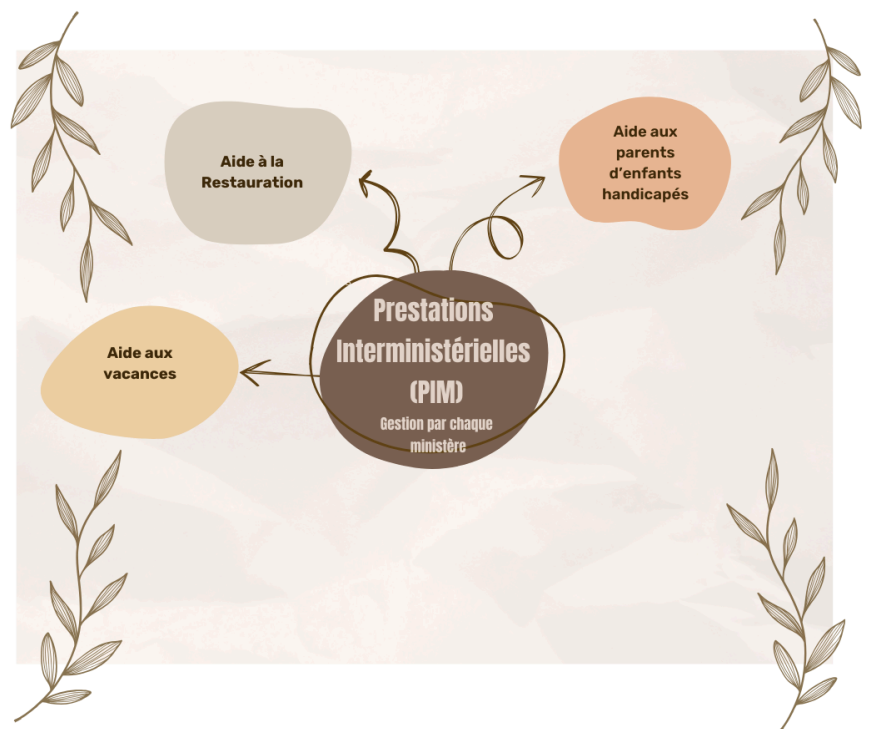 Aide à la
Restauration
Aide aux
parents
d'enfants
handicapés
Aide aux
vacances
Prestations
Interministérielles
(PIM)
Gestion par chaque
ministère